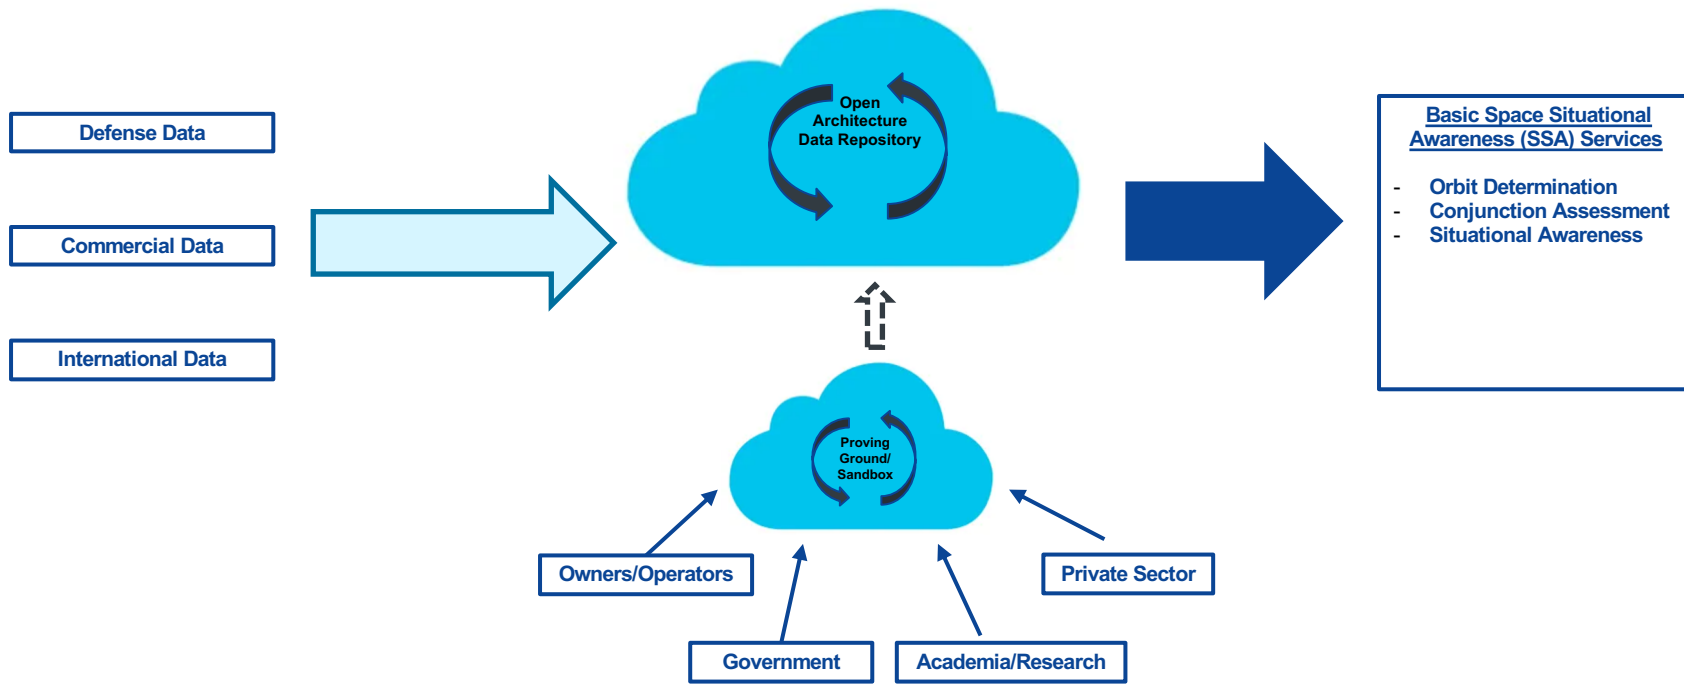 Defense Data
Commercial Data
International Data
Open
Architecture
Data Repository
Basic Space Situational
Awareness (SSA) Services
- Orbit Determination
- Conjunction Assessment
- Situational Awareness
Proving
Ground/
Sandbox
Owners/Operators
Private Sector
Government
Academia/Research